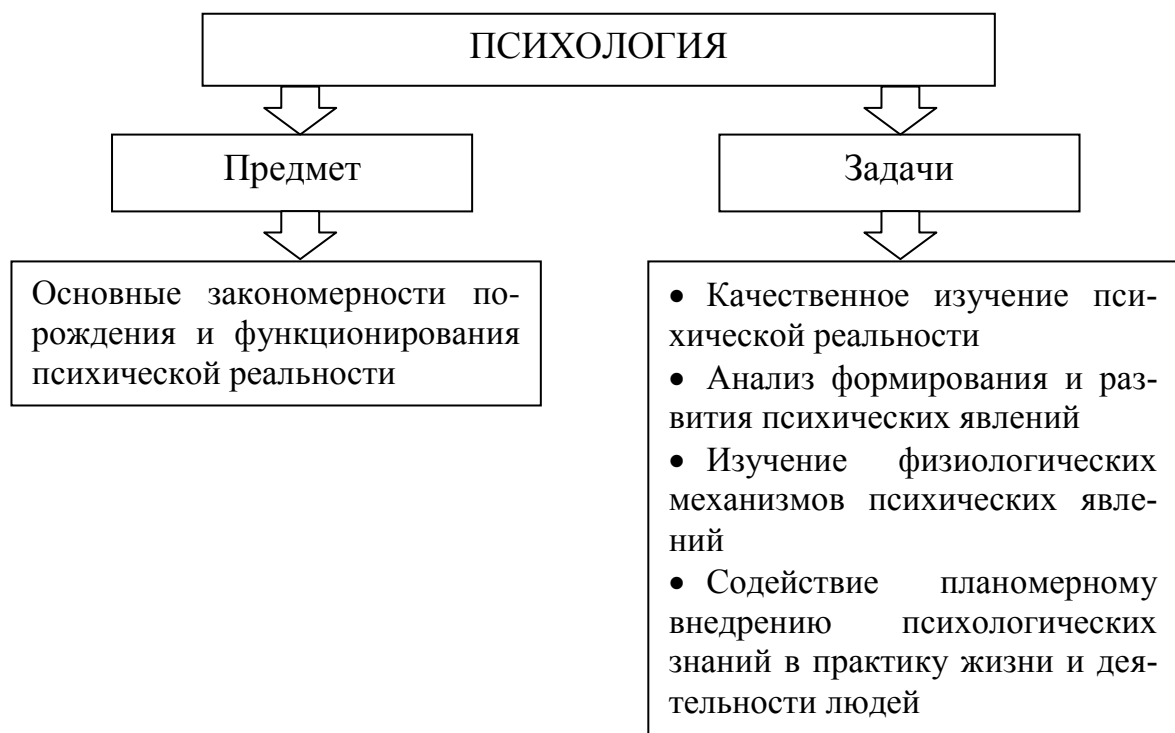 ПСИХОЛОГИЯ
Предмет
Задачи
Основные закономерности по-
рождения и функционирования
психической реальности
• Качественное изучение пси-
хической реальности
• Анализ формирования и раз-
вития психических явлений
• Изучение физиологических
механизмов психических явле-
ний
• Содействие планомерному
внедрению психологических
знаний в практику жизни и дея-
тельности людей